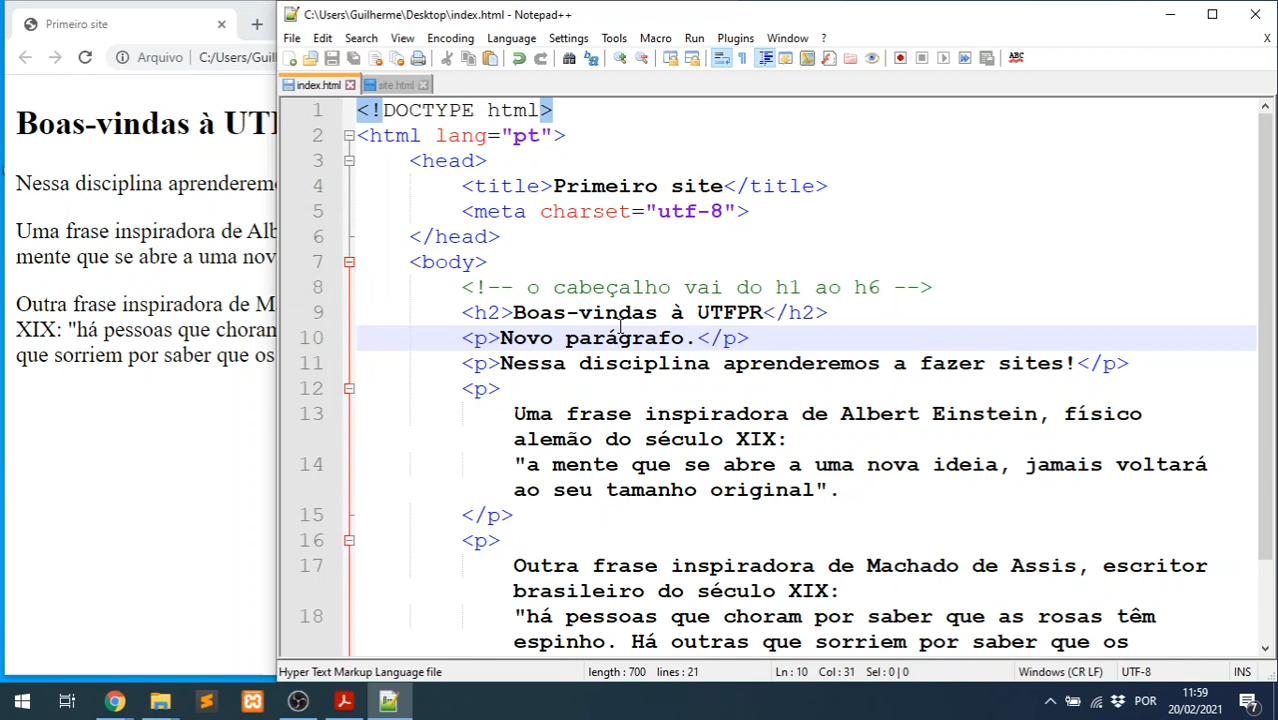 Primeiro site
Arquivo
C:/Users/Guil
Boas-vindas à UTF
Nessa disciplina aprenderemo
Uma frase inspiradora de Alb
mente que se abre a uma nov
Outra frase inspiradora de M
XIX: "há pessoas que choram
que sorriem por saber que os
C:\Users\Guilherme\Desktop\index.html - Notepad++
File Edit Search View Encoding Language Settings Tools Macro Run Plugins Window ? X
index.html site.html
1 <!DOCTYPE html>
2 <html lang="pt">
3 <head>
4 <title>Primeiro site</title>
5 <meta charset="utf-8">
6 </head>
7 <body>
8 <!-- o cabeçalho vai do h1 ao h6 -->
9 <h2>Boas-vindas à UTFPR</h2>
10 <p>Novo parágrafo.</p>
11 <p>Nessa disciplina aprenderemos a fazer sites!</p>
12 <p>
13 Uma frase inspiradora de Albert Einstein, físico
alemão do século XIX:
14 "a mente que se abre a uma nova ideia, jamais voltará
ao seu tamanho original".
15 </p>
16 <p>
17 Outra frase inspiradora de Machado de Assis, escritor
brasileiro do século XIX:
18 "há pessoas que choram por saber que as rosas têm
espinho. Há outras que sorriem por saber que os
Hyper Text Markup Language file length : 700 lines : 21 Ln : 10 Col : 31 Sel : 0 | 0 Windows (CR LF) UTF-8 INS
POR
11:59
20/02/2021
7